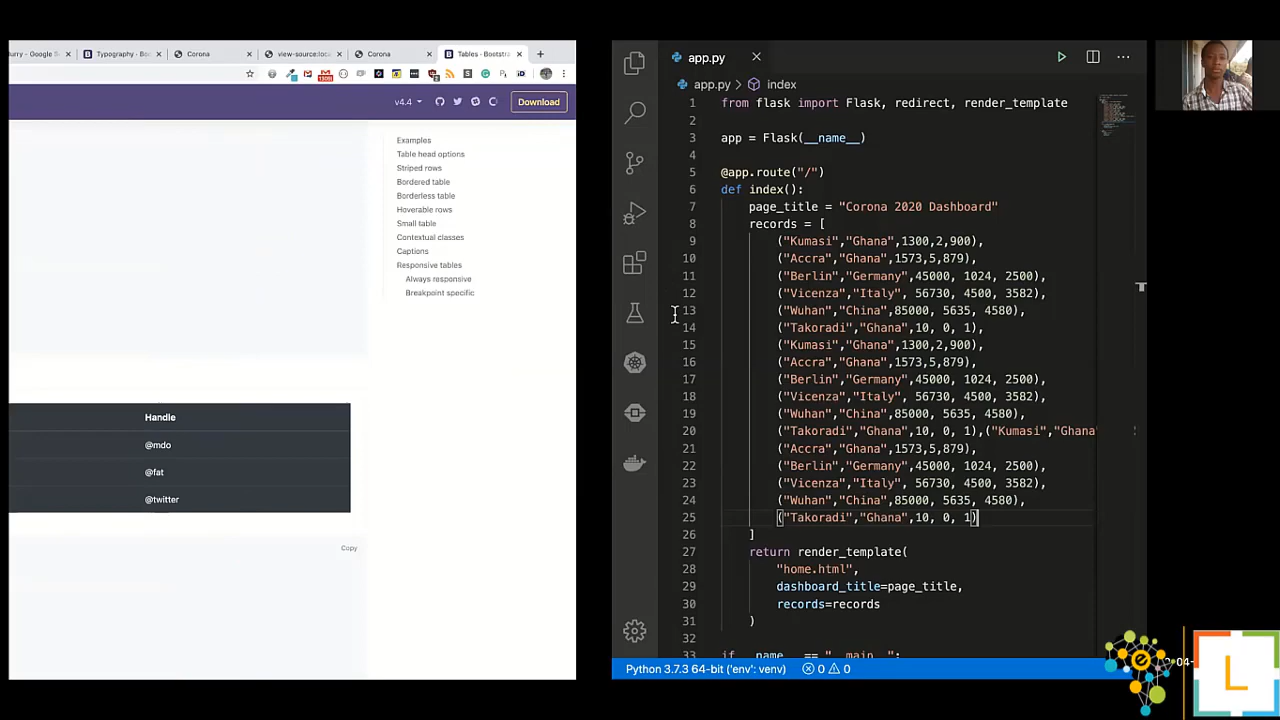 urry - Google S
Typography · Boo
Corona
view-source:loca
Corona
Tables · Bootstra
v4.4
Download
Examples
Table head options
Striped rows
Bordered table
Borderless table
Hoverable rows
Small table
Contextual classes
Captions
Responsive tables
Always responsive
Breakpoint specific
Handle
@mdo
@fat
@twitter
Copy
app.py
app.py > index
1 from flask import Flask, redirect, render_template
2
3 app = Flask(__name__)
4
5 @app.route("/")
6 def index():
7 page_title = "Corona 2020 Dashboard"
8 records = [
9 ("Kumasi","Ghana",1300,2,900),
10 ("Accra","Ghana",1573,5,879),
11 ("Berlin","Germany",45000, 1024, 2500),
12 ("Vicenza","Italy", 56730, 4500, 3582),
13 ("Wuhan","China",85000, 5635, 4580),
14 ("Takoradi","Ghana",10, 0, 1),
15 ("Kumasi","Ghana",1300,2,900),
16 ("Accra","Ghana",1573,5,879),
17 ("Berlin","Germany",45000, 1024, 2500),
18 ("Vicenza","Italy", 56730, 4500, 3582),
19 ("Wuhan","China",85000, 5635, 4580),
20 ("Takoradi","Ghana",10, 0, 1),("Kumasi","Ghana"
21 ("Accra","Ghana",1573,5,879),
22 ("Berlin","Germany",45000, 1024, 2500),
23 ("Vicenza","Italy", 56730, 4500, 3582),
24 ("Wuhan","China",85000, 5635, 4580),
25 ("Takoradi","Ghana",10, 0, 1)
26 ]
27 return render_template(
28 "home.html",
29 dashboard_title=page_title,
30 records=records
31 )
32
33 if __name__ == "__main__":
Python 3.7.3 64-bit ('env': venv) 0 0
L